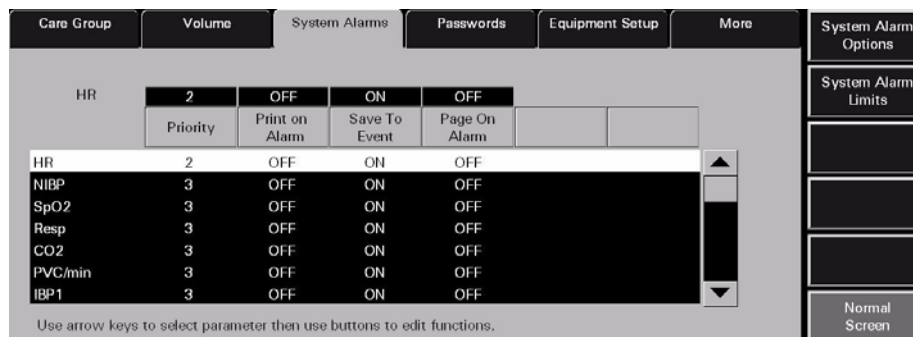 Care Group Volume System Alarms Passwords Equipment Setup More
System Alarm
Options
System Alarm
Limits
HR 2 OFF ON OFF
Priority Print on Alarm Save To Event Page On Alarm
HR 2 OFF ON OFF
NIBP 3 OFF ON OFF
SpO2 3 OFF ON OFF
Resp 3 OFF ON OFF
CO2 3 OFF ON OFF
PVC/min 3 OFF ON OFF
IBP1 3 OFF ON OFF
Use arrow keys to select parameter then use buttons to edit functions.
Normal
Screen